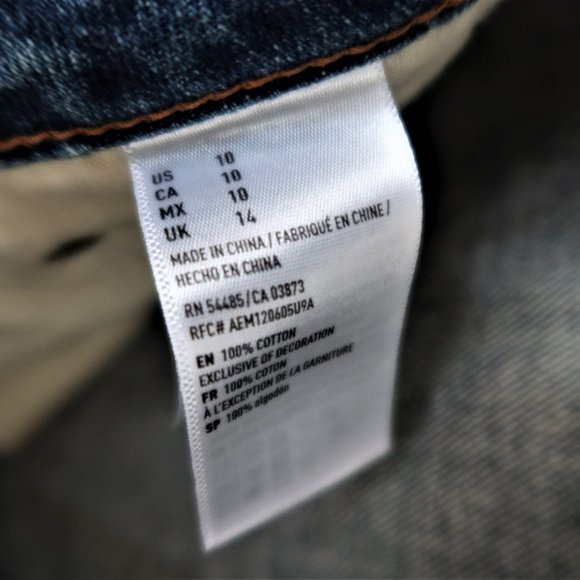 US 10
CA 10
MX 10
UK 14
MADE IN CHINA / FABRIQUÉ EN CHINE /
HECHO EN CHINA
RN 54485 / CA 03873
RFC# AEM120605U9A
EN 100% COTTON
EXCLUSIVE OF DECORATION
FR 100% COTON
À L'EXCEPTION DE LA GARNITURE
SP 100% algodón